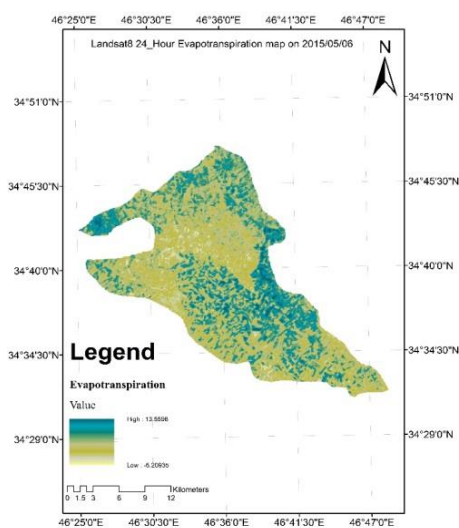 46°25'0"E 46°30'30"E 46°36'0"E 46°41'30"E 46°47'0"E
Landsat8 24_Hour Evapotranspiration map on 2015/05/06
N
34°51'0"N 34°51'0"N
34°45'30"N 34°45'30"N
34°40'0"N 34°40'0"N
34°34'30"N 34°34'30"N
Legend
Evapotranspiration
Value
High :
34°29'0"N 34°29'0"N
Low :
Kilometers
0 1.5 3 6 9 12
46°25'0"E 46°30'30"E 46°36'0"E 46°41'30"E 46°47'0"E